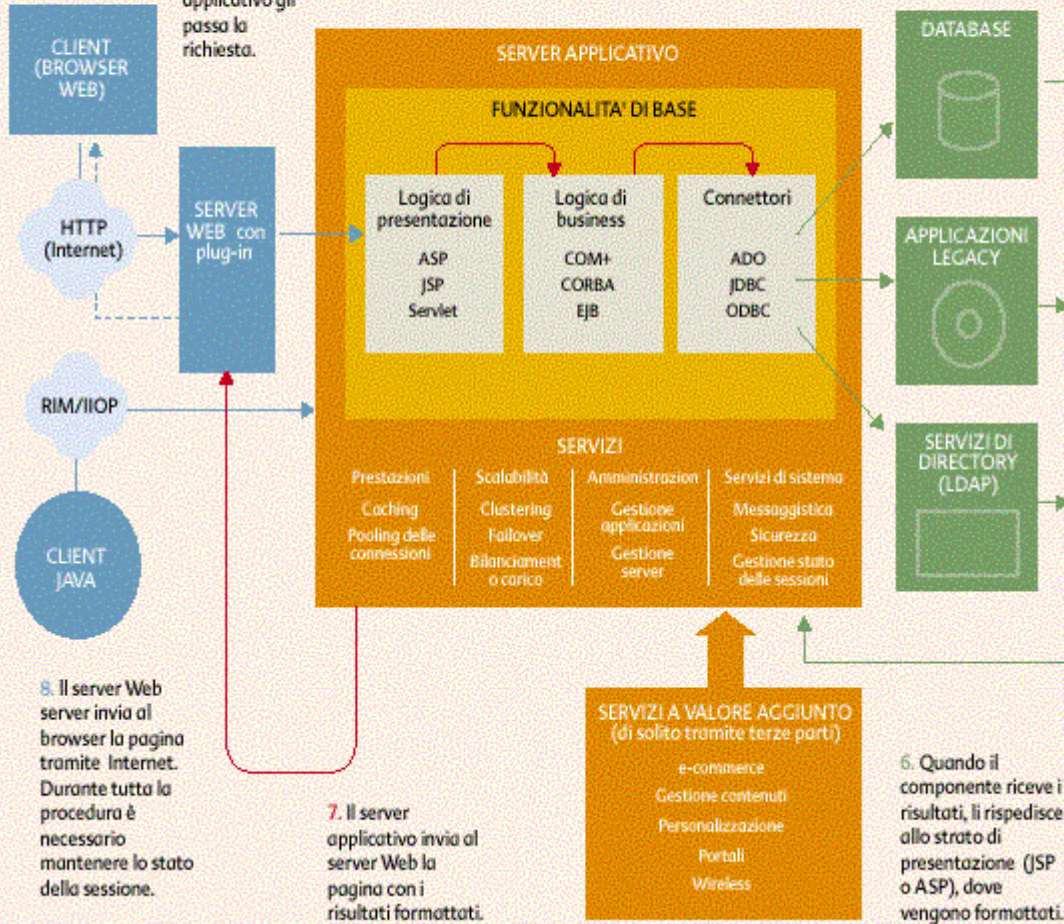 applicativo gli
passa la
richiesta.
CLIENT
(BROWSER
WEB)
HTTP
(Internet)
SERVER
WEB con
plug-in
RIM/IIOP
CLIENT
JAVA
SERVER APPLICATIVO
FUNZIONALITA' DI BASE
Logica di
presentazione
ASP
JSP
Servlet
Logica di
business
COM+
CORBA
EJB
Connettori
ADO
JDBC
ODBC
SERVIZI
Prestazioni
Caching
Pooling delle
connessioni
Scalabilità
Clustering
Failover
Bilanciament
o carico
Amministrazion
Gestione
applicazioni
Gestione
server
Servizi di sistema
Messaggistica
Sicurezza
Gestione stato
delle sessioni
DATABASE
APPLICAZIONI
LEGACY
SERVIZI DI
DIRECTORY
(LDAP)
SERVIZI A VALORE AGGIUNTO
(di solito tramite terze parti)
e-commerce
Gestione contenuti
Personalizzazione
Portali
Wireless
6. Quando il
componente riceve i
risultati, li rispedisce
allo strato di
presentazione (JSP
o ASP), dove
vengono formattati
7. Il server
applicativo invia al
server Web la
pagina con i
risultati formattati.
8. Il server Web
server invia al
browser la pagina
tramite Internet.
Durante tutta la
procedura è
necessario
mantenere lo stato
della sessione.